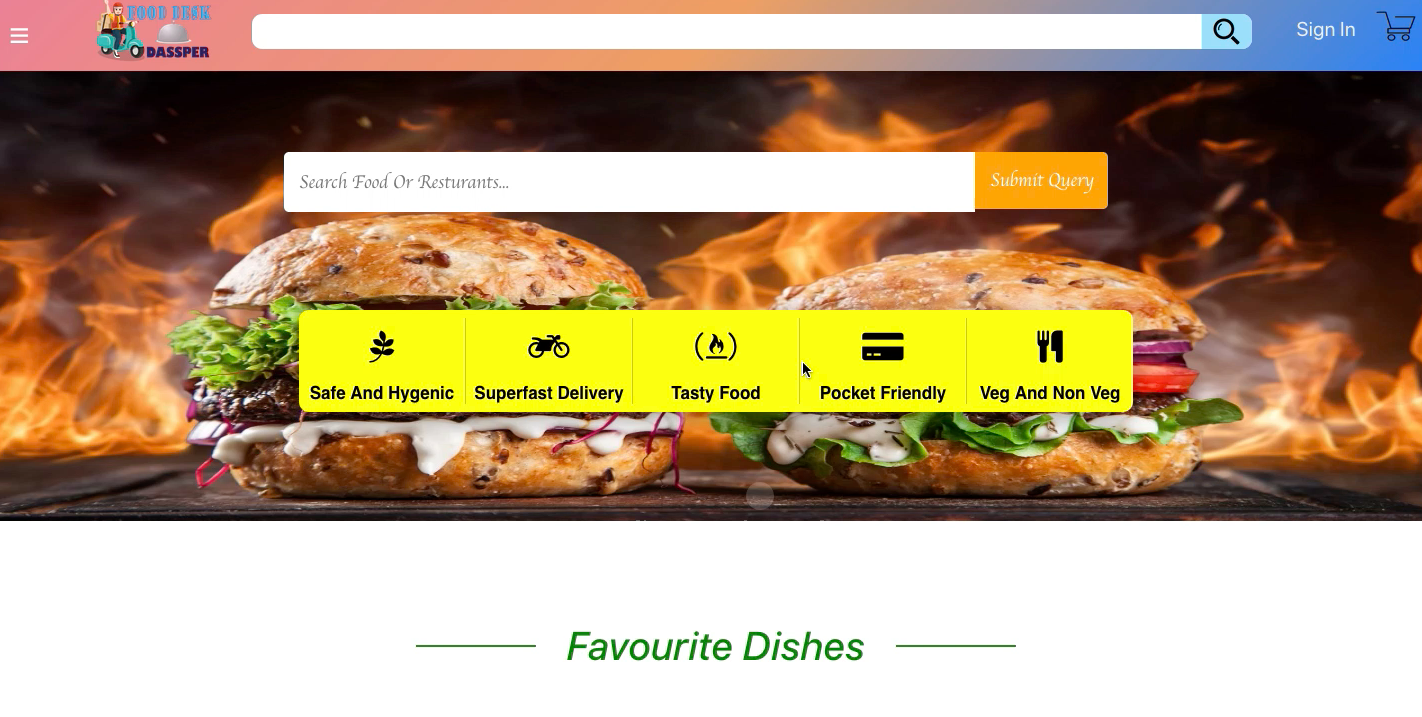 FOOD DESK
DASSPER
Sign In
Search Food Or Resturants...
Submit Query
Safe And Hygenic
Superfast Delivery
Tasty Food
Pocket Friendly
Veg And Non Veg
Favourite Dishes